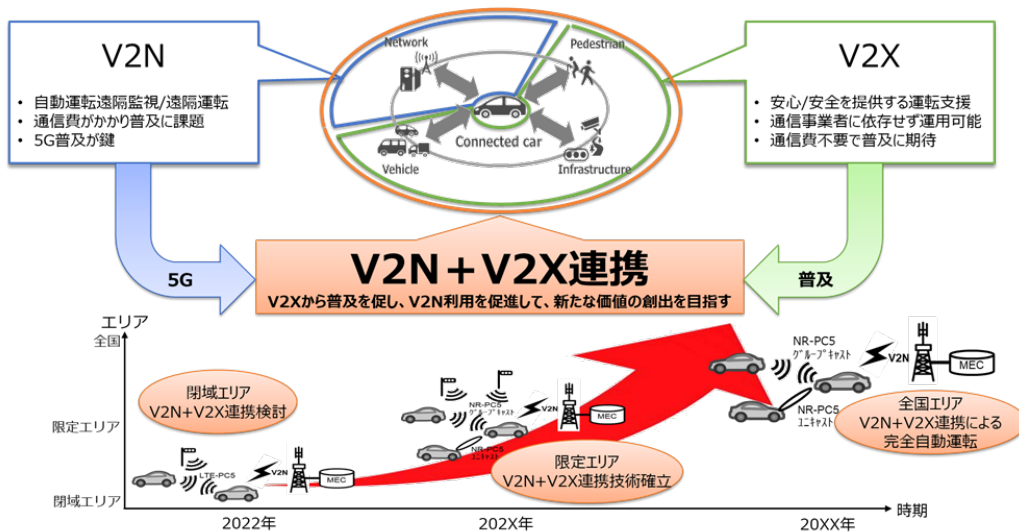 V2N
・ 自動運転遠隔監視/遠隔運転
・ 通信費がかかり普及に課題
・ 5G普及が鍵
Network
Pedestrian
Connected car
Vehicle
Infrastructure
V2X
・ 安心/安全を提供する運転支援
・ 通信事業者に依存せず運用可能
・ 通信費不要で普及に期待
5G
V2N+V2X連携
V2Xから普及を促し、V2N利用を促進して、新たな価値の創出を目指す
普及
エリア
全国
限定エリア
閉域エリア
閉域エリア
V2N+V2X連携検討
LTE-PC5
V2N
MEC
NR-PC5
グループキャスト
NR-PC5
ユニキャスト
V2N
MEC
限定エリア
V2N+V2X連携技術確立
NR-PC5
グループキャスト
NR-PC5
ユニキャスト
V2N
MEC
全国エリア
V2N+V2X連携による
完全自動運転
2022年
202X年
20XX年
時期